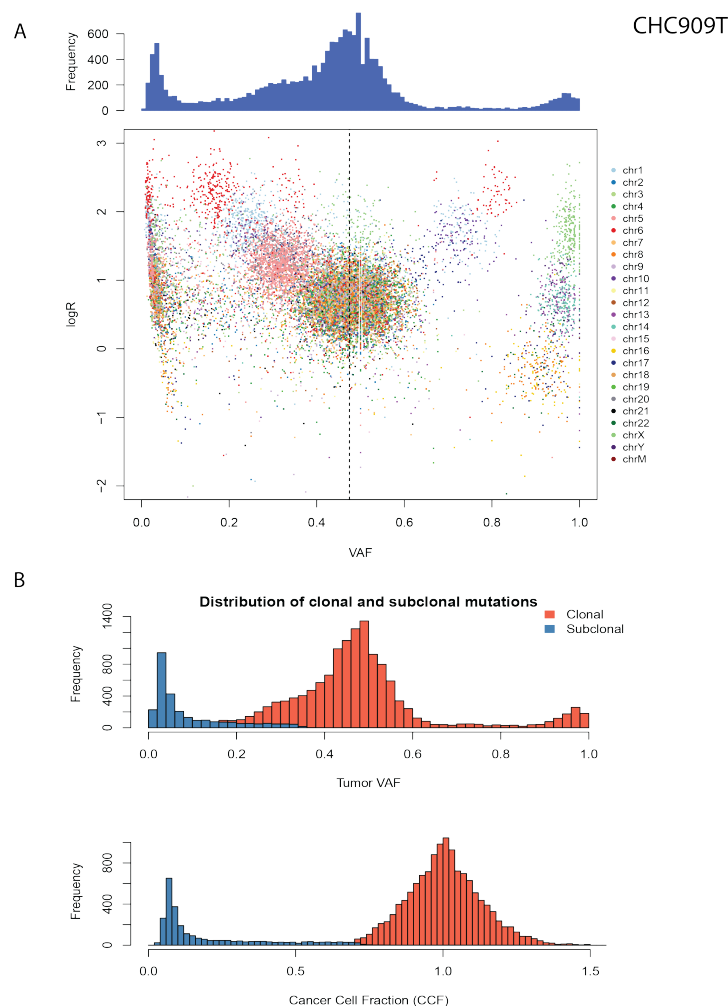 A
CHC909T
Frequency
600
400
200
0
3
2
1
0
−1
−2
logR
0.0 0.2 0.4 0.6 0.8 1.0
VAF
chr1
chr2
chr3
chr4
chr5
chr6
chr7
chr8
chr9
chr10
chr11
chr12
chr13
chr14
chr15
chr16
chr17
chr18
chr19
chr20
chr21
chr22
chrX
chrY
chrM
B
Distribution of clonal and subclonal mutations
Clonal
Subclonal
Frequency
1400
800
400
0
0.0 0.2 0.4 0.6 0.8 1.0
Tumor VAF
Frequency
800
400
0
0.0 0.5 1.0 1.5
Cancer Cell Fraction (CCF)